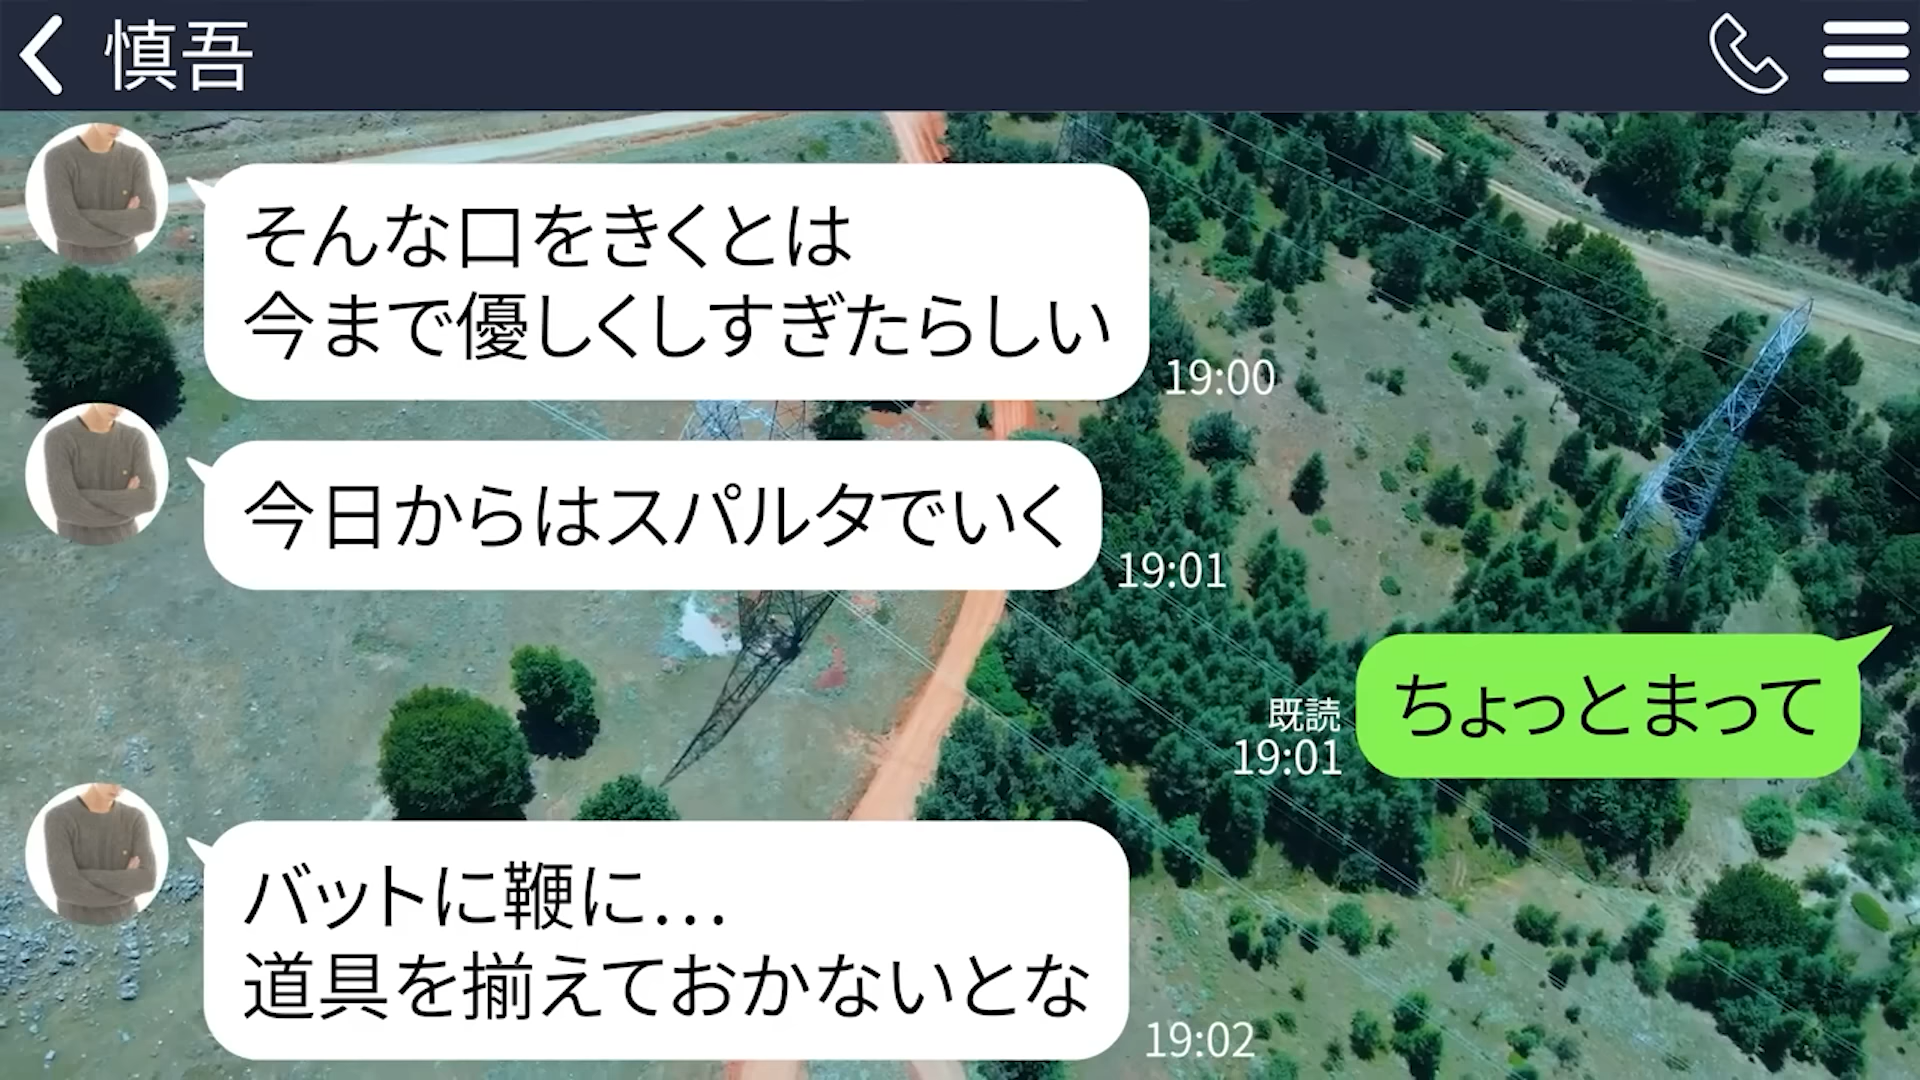 慎吾
そんな口をきくとは
今まで優しくしすぎたらしい
19:00
今日からはスパルタでいく
19:01
ちょっとまって
既読
19:01
バットに鞭に…
道具を揃えておかないとな
19:02